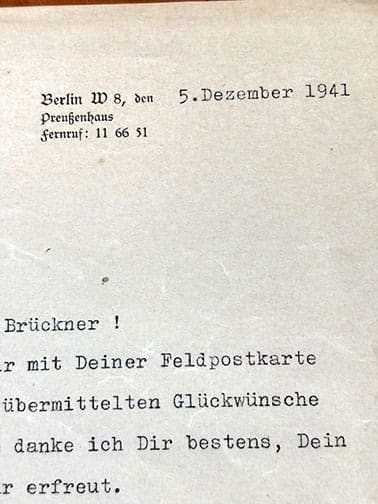 Berlin W 8, den 5.Dezember 1941
Preußenhaus
Fernruf: 11 66 51
Brückner !
r mit Deiner Feldpostkarte
übermittelten Glückwünsche
danke ich Dir bestens, Dein
r erfreut.